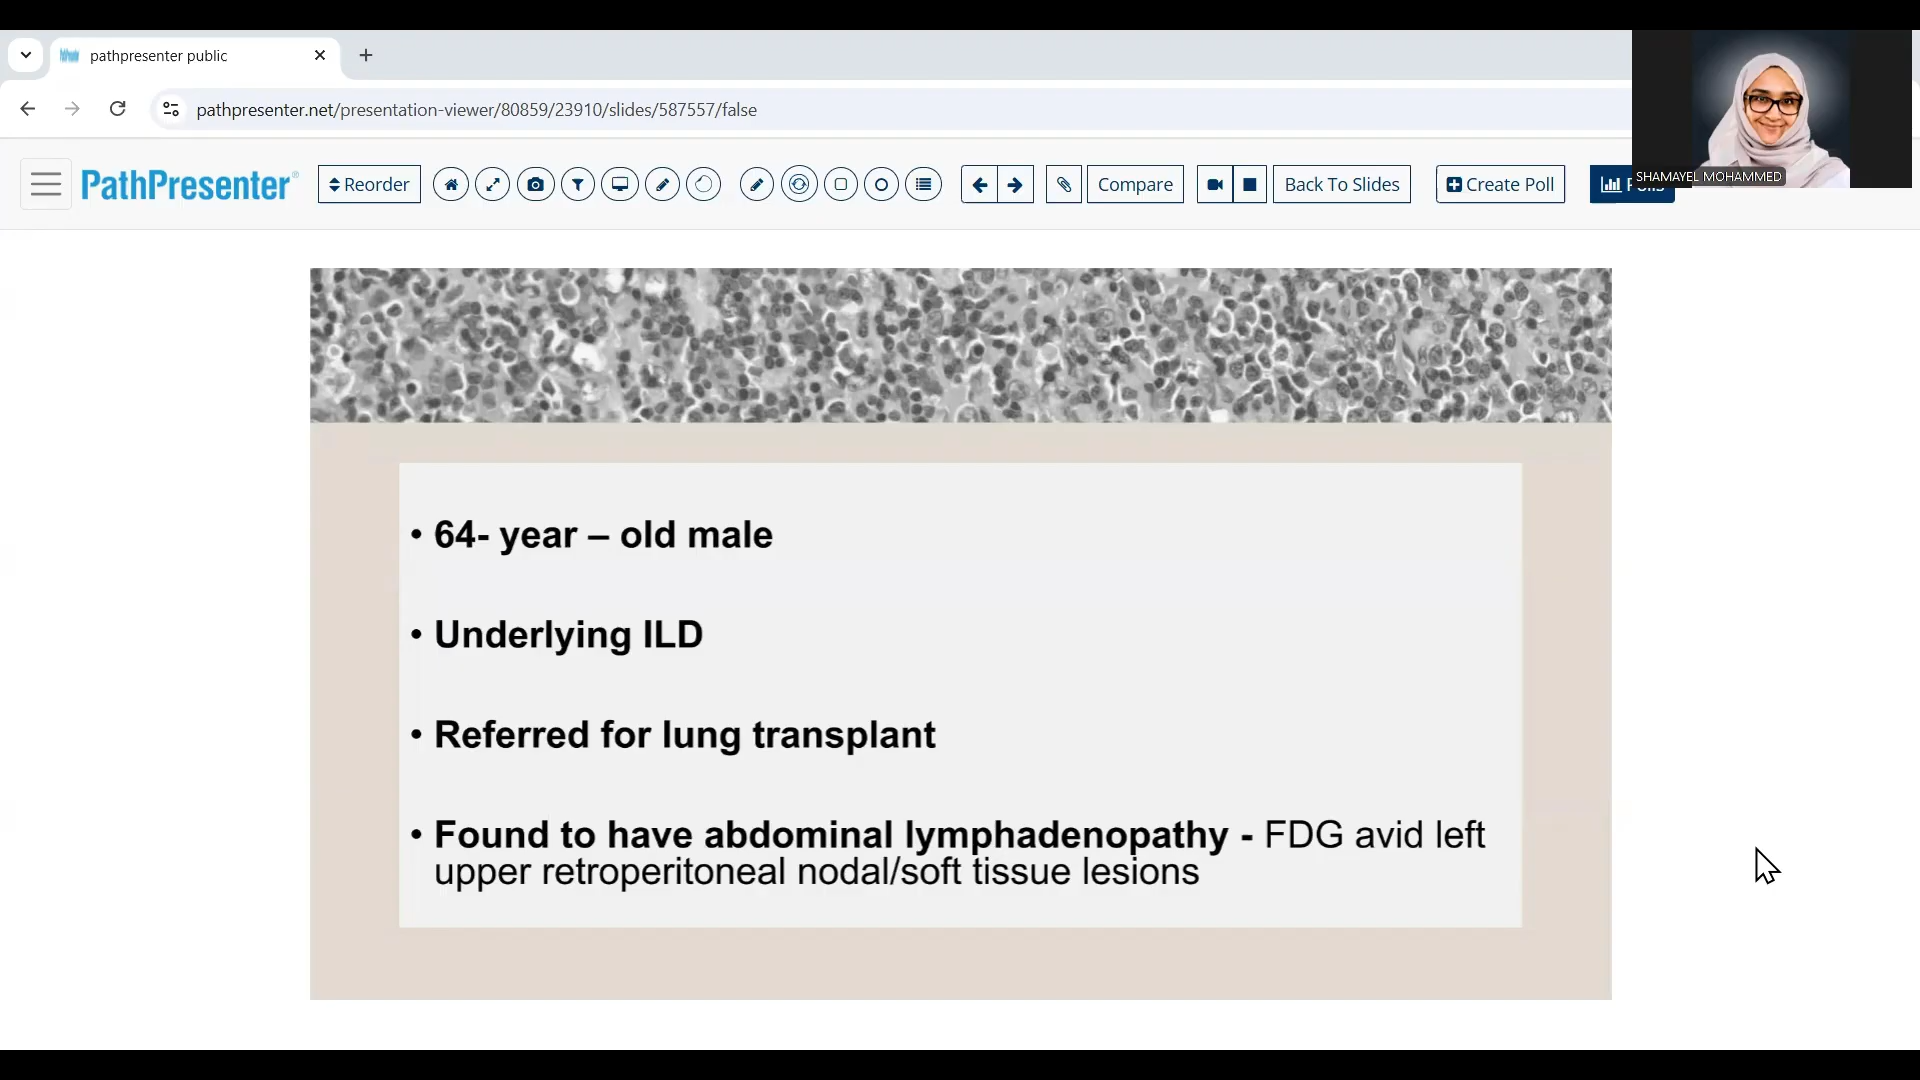 pathpresenter public
pathpresenter.net/presentation-viewer/80859/23910/slides/587557/false
SHAMAYEL MOHAMMED
PathPresenter®
Reorder
Compare
Back To Slides
Create Poll
• 64- year – old male
• Underlying ILD
• Referred for lung transplant
• Found to have abdominal lymphadenopathy - FDG avid left
upper retroperitoneal nodal/soft tissue lesions